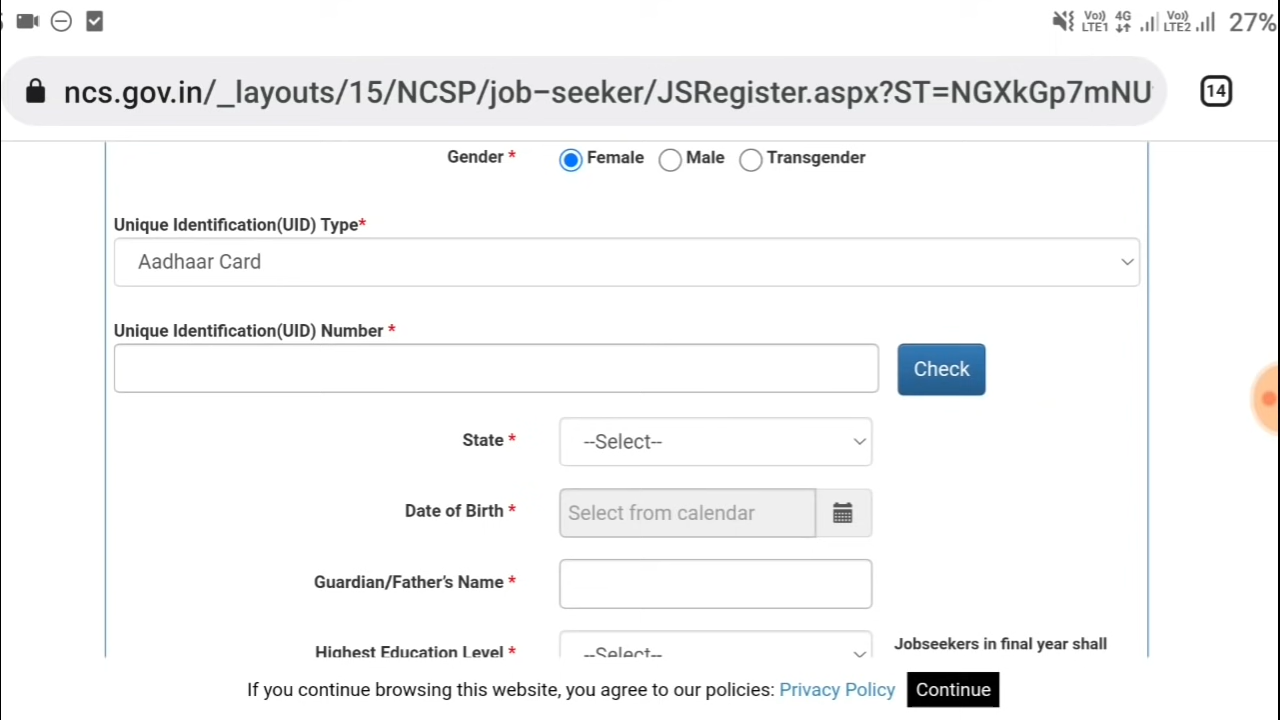 Vo)) 4G Vo)) 27%
LTE1 LTE2
ncs.gov.in/_layouts/15/NCSP/job-seeker/JSRegister.aspx?ST=NGXkGp7mNU
14
Gender * Female Male Transgender
Unique Identification(UID) Type*
Aadhaar Card
Unique Identification(UID) Number *
Check
State * --Select--
Date of Birth * Select from calendar
Guardian/Father's Name *
Highest Education Level * --Select-- Jobseekers in final year shall
If you continue browsing this website, you agree to our policies: Privacy Policy Continue